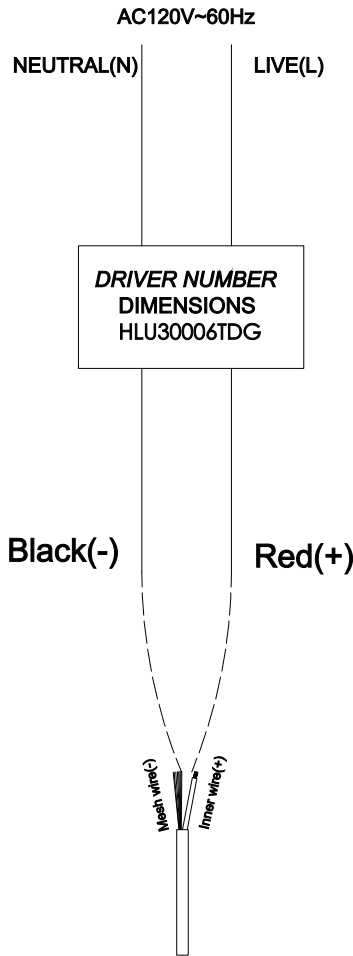 AC120V~60Hz
NEUTRAL(N)
LIVE(L)
DRIVER NUMBER
DIMENSIONS
HLU30006TDG
Black(-)
Red(+)
Mesh wire(-)
Inner wire(+)